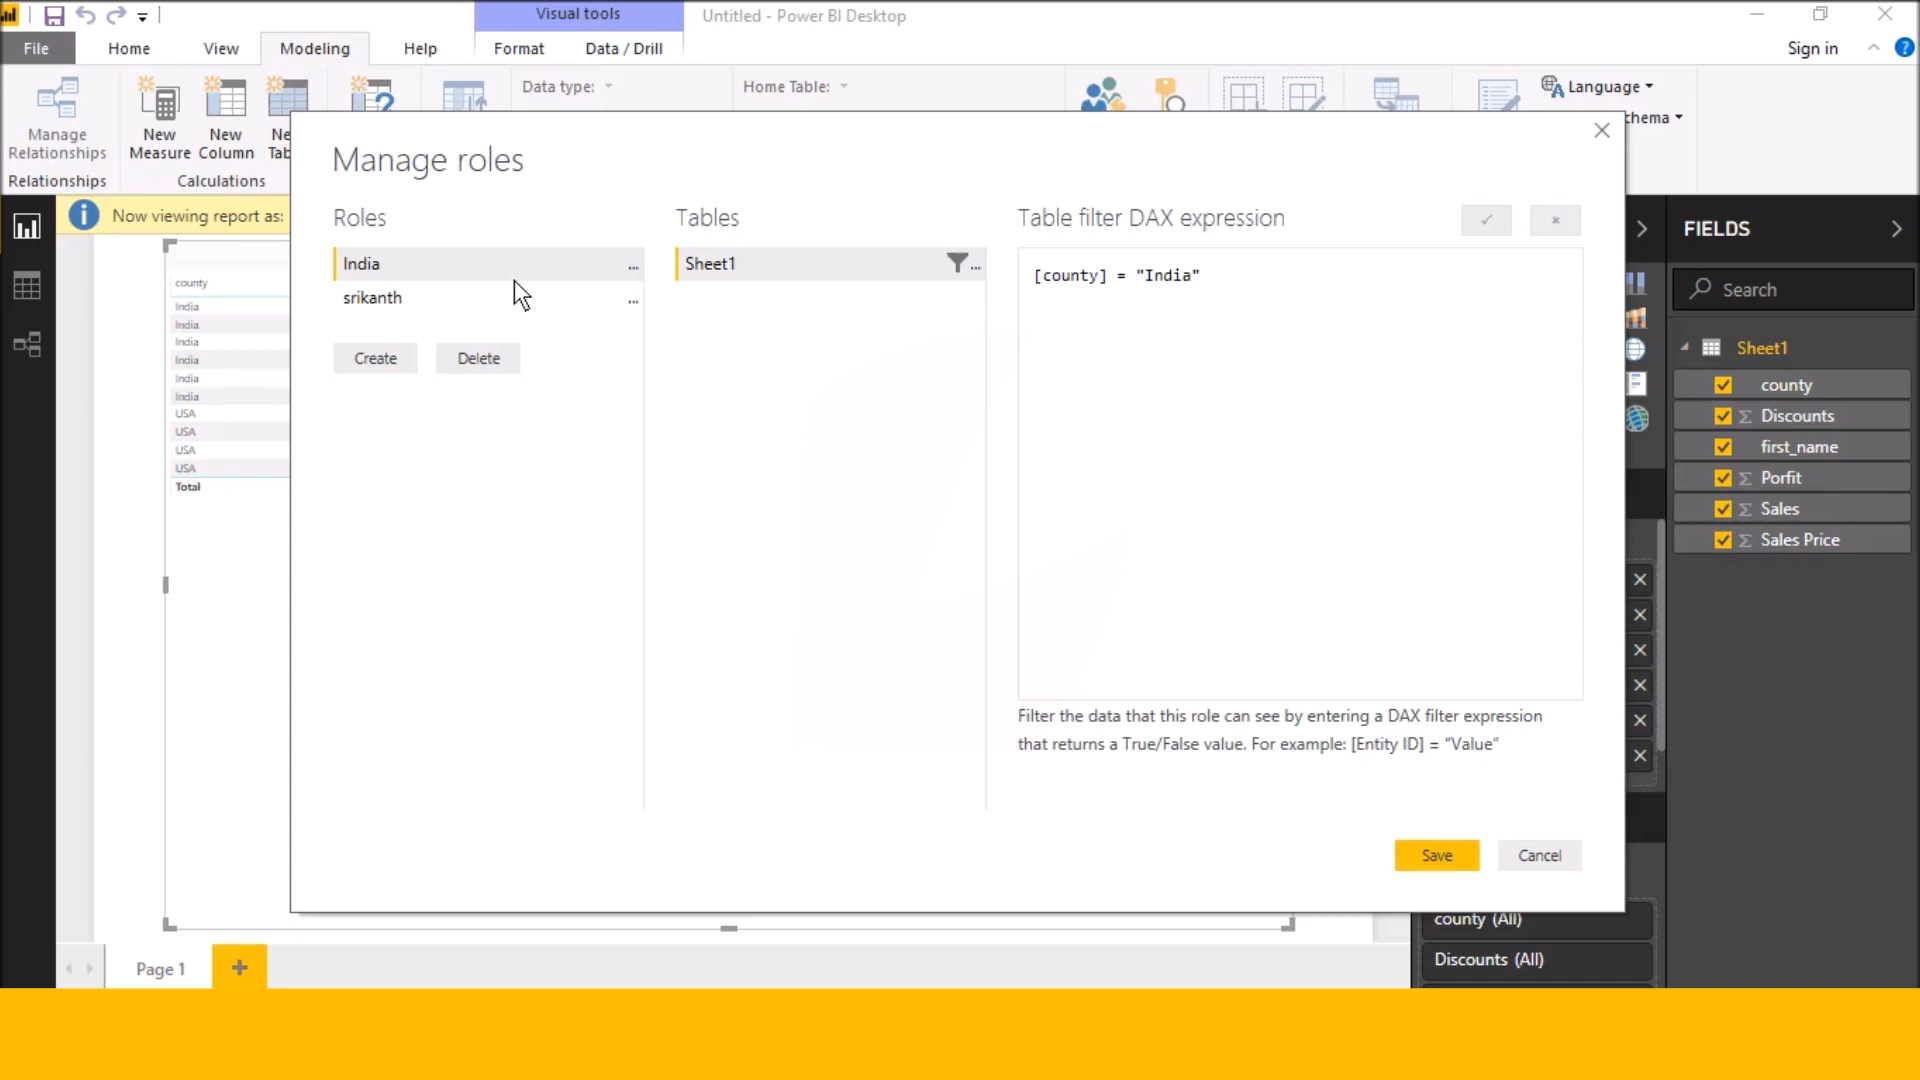 Visual tools
Untitled - Power BI Desktop
File
Home
View
Modeling
Help
Format
Data / Drill
Sign in
?
Manage
Relationships
New
Measure
New
Column
Ne
Tab
Data type:
Home Table:
Language
chema
Relationships
Calculations
Now viewing report as:
county
India
India
India
India
India
India
USA
USA
USA
USA
Total
Manage roles
Roles
India
...
srikanth
...
Create
Delete
Tables
Sheet1
...
Table filter DAX expression
[county] = "India"
Filter the data that this role can see by entering a DAX filter expression
that returns a True/False value. For example: [Entity ID] = “Value”
Save
Cancel
FIELDS
Search
Sheet1
county
Discounts
first_name
Porfit
Sales
Sales Price
county (All)
Discounts (All)
Page 1